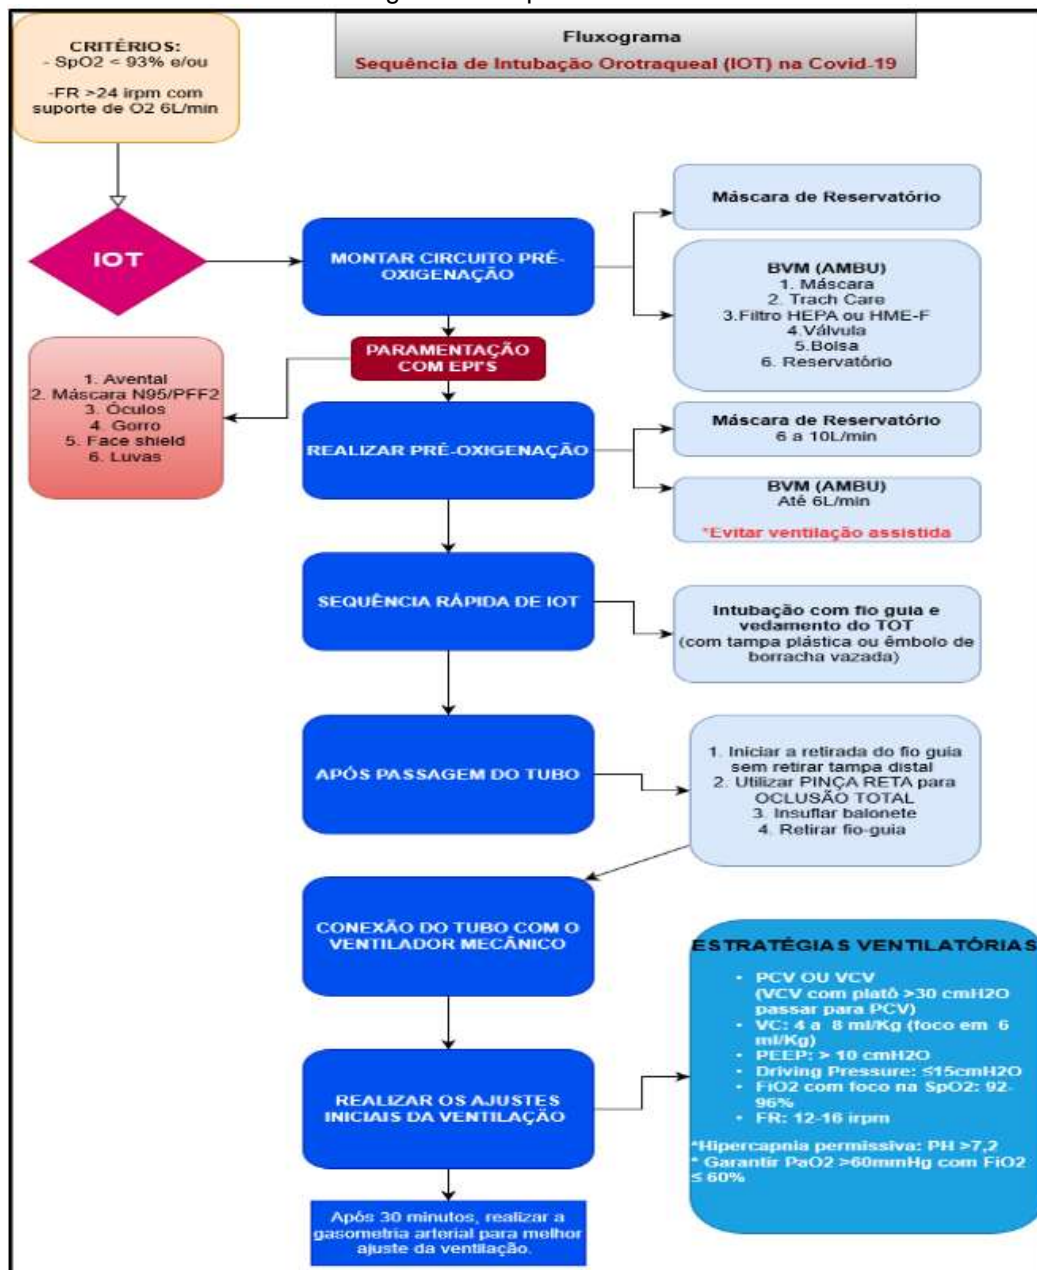 Fluxograma
Sequência de Intubação Orotraqueal (IOT) na Covid-19
CRITÉRIOS:
- SpO2 < 93% e/ou
-FR >24 irpm com
suporte de O2 6L/min
IOT
MONTAR CIRCUITO PRÉ-
OXIGENAÇÃO
Máscara de Reservatório
BVM (AMBU)
1. Máscara
2. Trach Care
3.Filtro HEPA ou HME-F
4.Válvula
5.Bolsa
6. Reservatório
PARAMENTAÇÃO
COM EPI'S
1. Avental
2. Máscara N95/PFF2
3. Óculos
4. Gorro
5. Face shield
6. Luvas
REALIZAR PRÉ-OXIGENAÇÃO
Máscara de Reservatório
6 a 10L/min
BVM (AMBU)
Até 6L/min
*Evitar ventilação assistida
SEQUÊNCIA RÁPIDA DE IOT
Intubação com fio guia e
vedamento do TOT
(com tampa plástica ou êmbolo de
borracha vazada)
APÓS PASSAGEM DO TUBO
1. Iniciar a retirada do fio guia
sem retirar tampa distal
2. Utilizar PINÇA RETA para
OCLUSÃO TOTAL
3. Insuflar balonete
4. Retirar fio-guia
CONEXÃO DO TUBO COM O
VENTILADOR MECÂNICO
REALIZAR OS AJUSTES
INICIAIS DA VENTILAÇÃO
ESTRATÉGIAS VENTILATÓRIAS
• PCV OU VCV
(VCV com platô >30 cmH2O
passar para PCV)
• VC: 4 a 8 ml/Kg (foco em 6
ml/Kg)
• PEEP: > 10 cmH2O
• Driving Pressure: ≤15cmH2O
• FiO2 com foco na SpO2: 92-
96%
• FR: 12-16 irpm
*Hipercapnia permissiva: PH >7,2
* Garantir PaO2 >60mmHg com FiO2
≤ 60%
Após 30 minutos, realizar a
gasometria arterial para melhor
ajuste da ventilação.